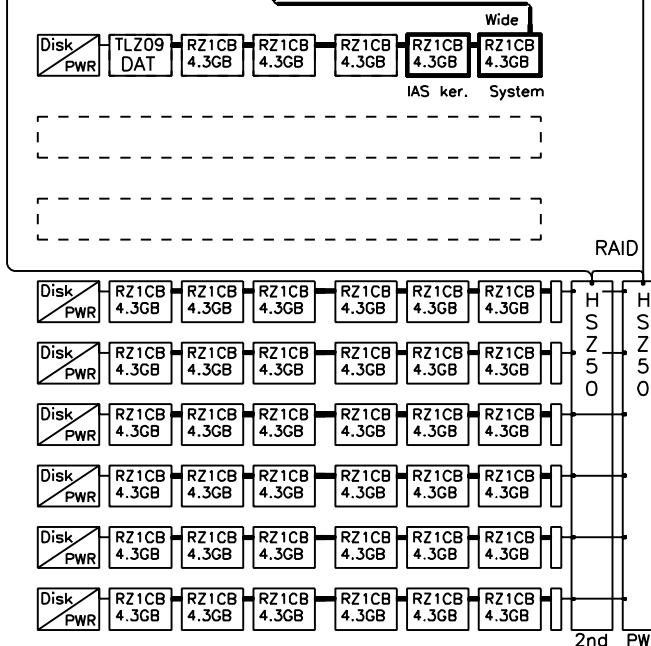 Wide
Disk PWR TLZ09 DAT RZ1CB 4.3GB RZ1CB 4.3GB RZ1CB 4.3GB RZ1CB 4.3GB RZ1CB 4.3GB
IAS ker. System
RAID
Disk PWR RZ1CB 4.3GB RZ1CB 4.3GB RZ1CB 4.3GB RZ1CB 4.3GB RZ1CB 4.3GB RZ1CB 4.3GB
HSZ50 HSZ50
Disk PWR RZ1CB 4.3GB RZ1CB 4.3GB RZ1CB 4.3GB RZ1CB 4.3GB RZ1CB 4.3GB RZ1CB 4.3GB
Disk PWR RZ1CB 4.3GB RZ1CB 4.3GB RZ1CB 4.3GB RZ1CB 4.3GB RZ1CB 4.3GB RZ1CB 4.3GB
Disk PWR RZ1CB 4.3GB RZ1CB 4.3GB RZ1CB 4.3GB RZ1CB 4.3GB RZ1CB 4.3GB RZ1CB 4.3GB
Disk PWR RZ1CB 4.3GB RZ1CB 4.3GB RZ1CB 4.3GB RZ1CB 4.3GB RZ1CB 4.3GB RZ1CB 4.3GB
Disk PWR RZ1CB 4.3GB RZ1CB 4.3GB RZ1CB 4.3GB RZ1CB 4.3GB RZ1CB 4.3GB RZ1CB 4.3GB
2nd PW